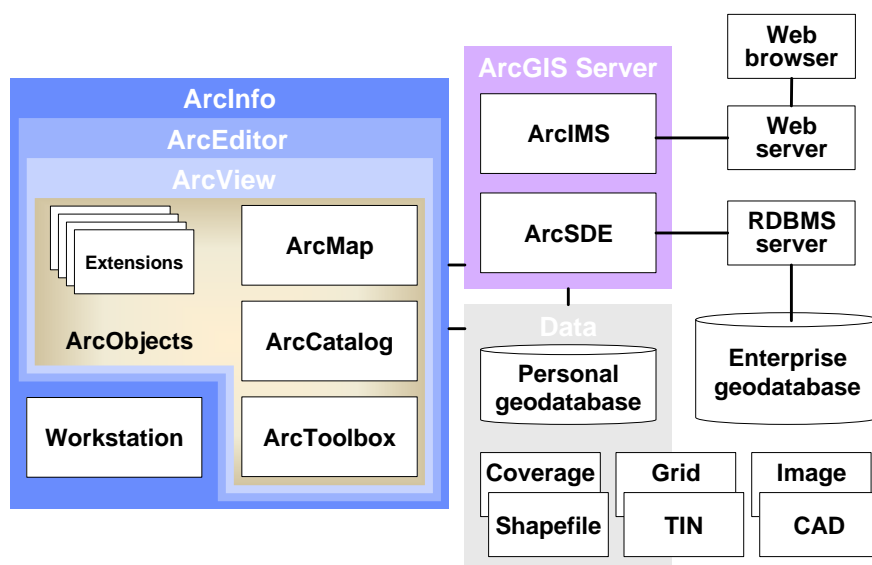 ArcInfo
ArcEditor
ArcView
Extensions
ArcObjects
ArcMap
ArcCatalog
ArcToolbox
Workstation
ArcGIS Server
ArcIMS
ArcSDE
Web
browser
Web
server
RDBMS
server
Data
Personal
geodatabase
Enterprise
geodatabase
Coverage
Grid
Image
Shapefile
TIN
CAD